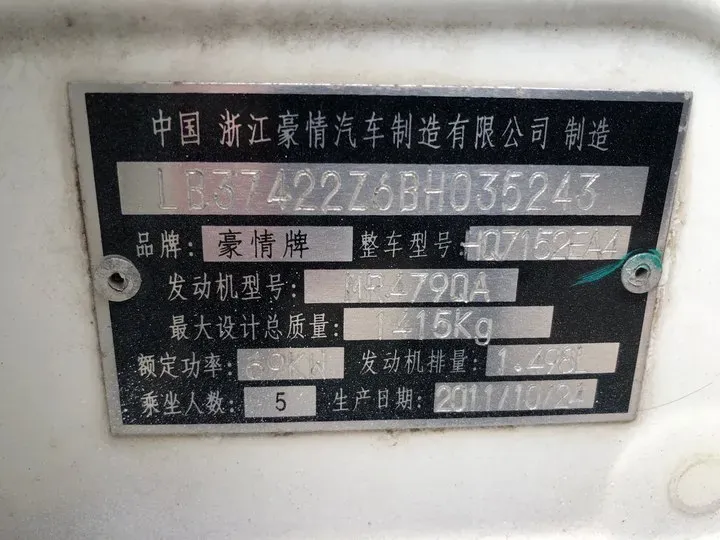 中国 浙江豪情汽车制造有限公司 制造
LB37422Z6BH035243
品牌: 豪情牌 整车型号: HQ7152EA4
发动机型号: MR479QA
最大设计总质量: 1415Kg
额定功率: 69KW 发动机排量: 1.498L
乘坐人数: 5 生产日期: 2011/10/24